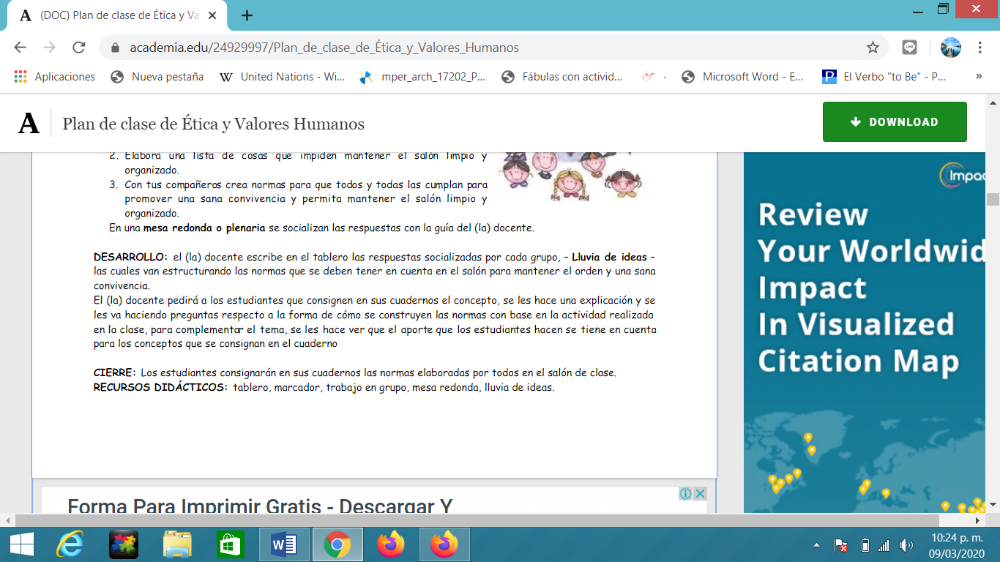 (DOC) Plan de clase de Ética y Va
academia.edu/24929997/Plan_de_clase_de_Ética_y_Valores_Humanos
Aplicaciones
Nueva pestaña
United Nations - Wi...
mper_arch_17202_P...
Fábulas con activid...
Microsoft Word - E...
El Verbo "to Be" - P...
»
A
Plan de clase de Ética y Valores Humanos
DOWNLOAD
2. Elabora una lista de cosas que impiden mantener el salón limpio y
organizado.
3. Con tus compañeros crea normas para que todos y todas las cumplan para
promover una sana convivencia y permita mantener el salón limpio y
organizado.
En una mesa redonda o plenaria se socializan las respuestas con la guía del (la) docente.
DESARROLLO: el (la) docente escribe en el tablero las respuestas socializadas por cada grupo, – Lluvia de ideas –
las cuales van estructurando las normas que se deben tener en cuenta en el salón para mantener el orden y una sana
convivencia.
El (la) docente pedirá a los estudiantes que consignen en sus cuadernos el concepto, se les hace una explicación y se
les va haciendo preguntas respecto a la forma de cómo se construyen las normas con base en la actividad realizada
en la clase, para complementar el tema, se les hace ver que el aporte que los estudiantes hacen se tiene en cuenta
para los conceptos que se consignan en el cuaderno
CIERRE: Los estudiantes consignarán en sus cuadernos las normas elaboradas por todos en el salón de clase.
RECURSOS DIDÁCTICOS: tablero, marcador, trabajo en grupo, mesa redonda, lluvia de ideas.
Impac
Review
Your Worldwid
Impact
In Visualized
Citation Map
Forma Para Imprimir Gratis - Descargar Y
10:24 p. m.
09/03/2020